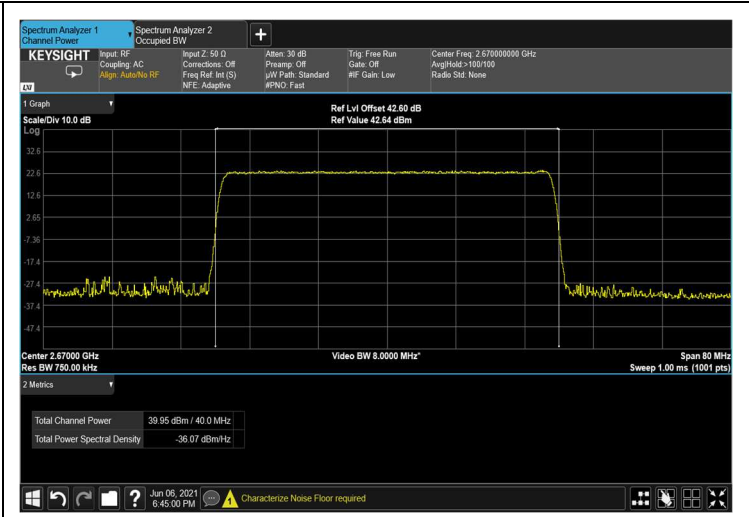 Spectrum Analyzer 1
Channel Power
Spectrum Analyzer 2
Occupied BW
KEYSIGHT
Input: RF
Coupling: AC
Align: Auto/No RF
Input Z: 50 Ω
Corrections: Off
Freq Ref: Int (S)
NFE: Adaptive
Atten: 30 dB
Preamp: Off
µW Path: Standard
#PNO: Fast
Trig: Free Run
Gate: Off
#IF Gain: Low
Center Freq: 2.670000000 GHz
Avg|Hold:>100/100
Radio Std: None
LXI
1 Graph
Scale/Div 10.0 dB
Ref Lvl Offset 42.60 dB
Ref Value 42.64 dBm
Log
32.6
22.6
12.6
2.65
-7.36
-17.4
-27.4
-37.4
-47.4
Center 2.67000 GHz
Res BW 750.00 kHz
Video BW 8.0000 MHz*
Span 80 MHz
Sweep 1.00 ms (1001 pts)
2 Metrics
Total Channel Power 39.95 dBm / 40.0 MHz
Total Power Spectral Density -36.07 dBm/Hz
Jun 06, 2021
6:45:00 PM
1
Characterize Noise Floor required